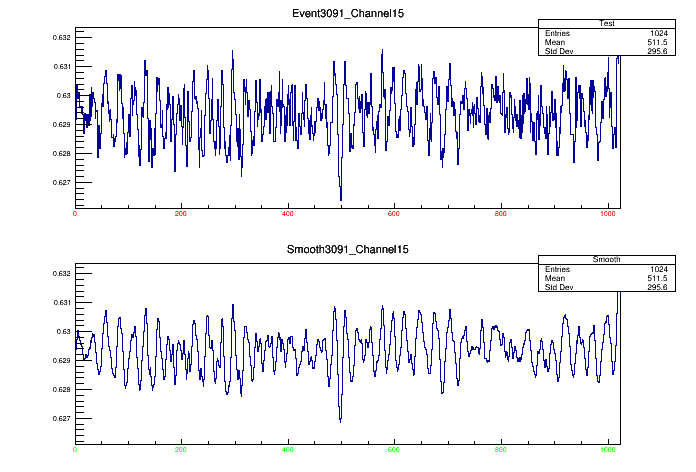 Event3091_Channel15
Test
Entries 1024
Mean 511.5
Std Dev 295.6
0.632
0.631
0.63
0.629
0.628
0.627
0 200 400 600 800 1000
Smooth3091_Channel15
Smooth
Entries 1024
Mean 511.5
Std Dev 295.6
0.632
0.631
0.63
0.629
0.628
0.627
0 200 400 600 800 1000